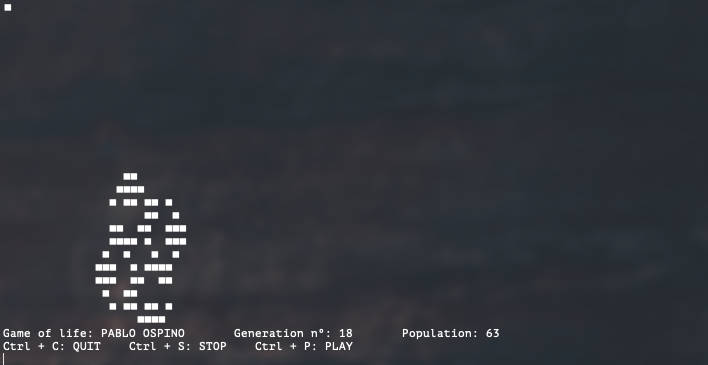 Game of life: PABLO OSPINO Generation nº: 18 Population: 63
Ctrl + C: QUIT Ctrl + S: STOP Ctrl + P: PLAY